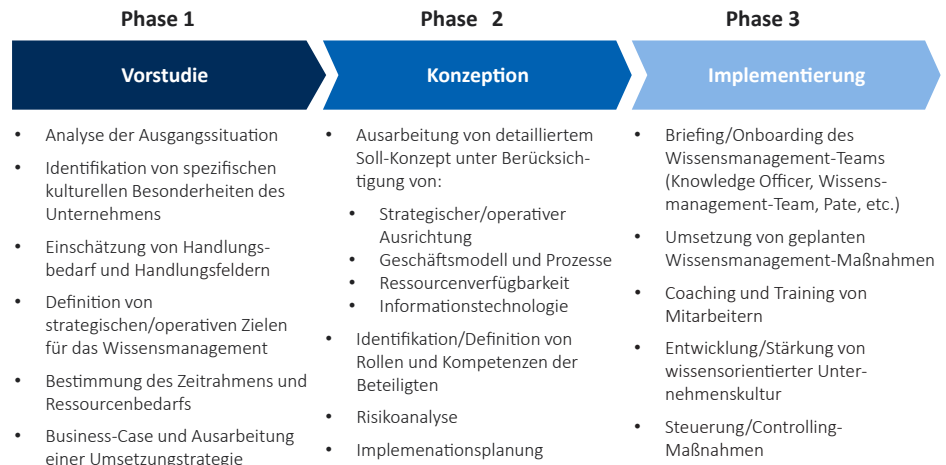 Phase 1
Phase 2
Phase 3
Vorstudie
Konzeption
Implementierung
• Analyse der Ausgangssituation
• Identifikation von spezifischen
kulturellen Besonderheiten des
Unternehmens
• Einschätzung von Handlungs-
bedarf und Handlungsfeldern
• Definition von
strategischen/operativen Zielen
für das Wissensmanagement
• Bestimmung des Zeitrahmens und
Ressourcenbedarfs
• Business-Case und Ausarbeitung
einer Umsetzungstrategie
• Ausarbeitung von detailliertem
Soll-Konzept unter Berücksich-
tigung von:
• Strategischer/operativer
Ausrichtung
• Geschäftsmodell und Prozesse
• Ressourcenverfügbarkeit
• Informationstechnologie
• Identifikation/Definition von
Rollen und Kompetenzen der
Beteiligten
• Risikoanalyse
• Implemenationsplanung
• Briefing/Onboarding des
Wissensmanagement-Teams
(Knowledge Officer, Wissens-
management-Team, Pate, etc.)
• Umsetzung von geplanten
Wissensmanagement-Maßnahmen
• Coaching und Training von
Mitarbeitern
• Entwicklung/Stärkung von
wissensorientierter Unter-
nehmenskultur
• Steuerung/Controlling-
Maßnahmen